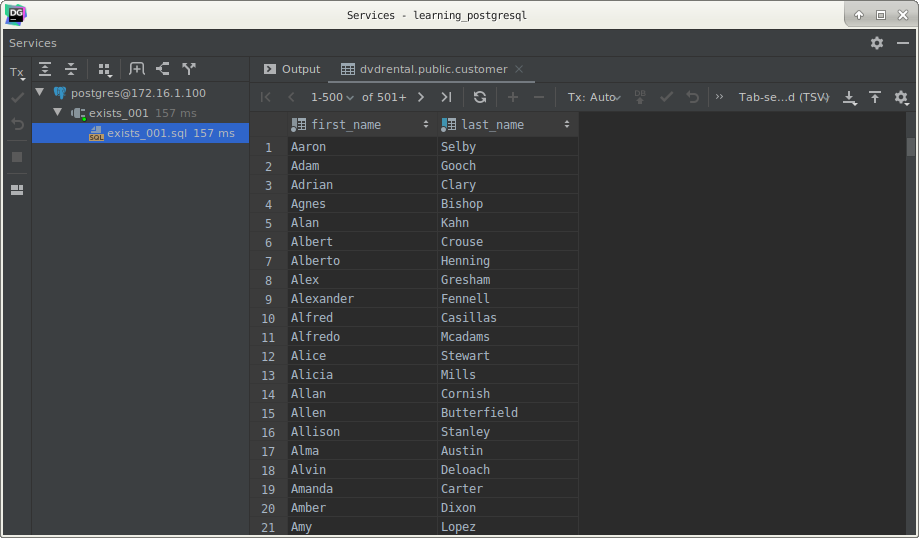 DG
Services - learning_postgresql
Services
Tx
Output dvdrental.public.customer
postgres@172.16.1.100
exists_001 157 ms
SQL exists_001.sql 157 ms
1-500 of 501+ Tx: Auto DB Tab-se...d (TSV)
first_name last_name
1 Aaron Selby
2 Adam Gooch
3 Adrian Clary
4 Agnes Bishop
5 Alan Kahn
6 Albert Crouse
7 Alberto Henning
8 Alex Gresham
9 Alexander Fennell
10 Alfred Casillas
11 Alfredo Mcadams
12 Alice Stewart
13 Alicia Mills
14 Allan Cornish
15 Allen Butterfield
16 Allison Stanley
17 Alma Austin
18 Alvin Deloach
19 Amanda Carter
20 Amber Dixon
21 Amy Lopez